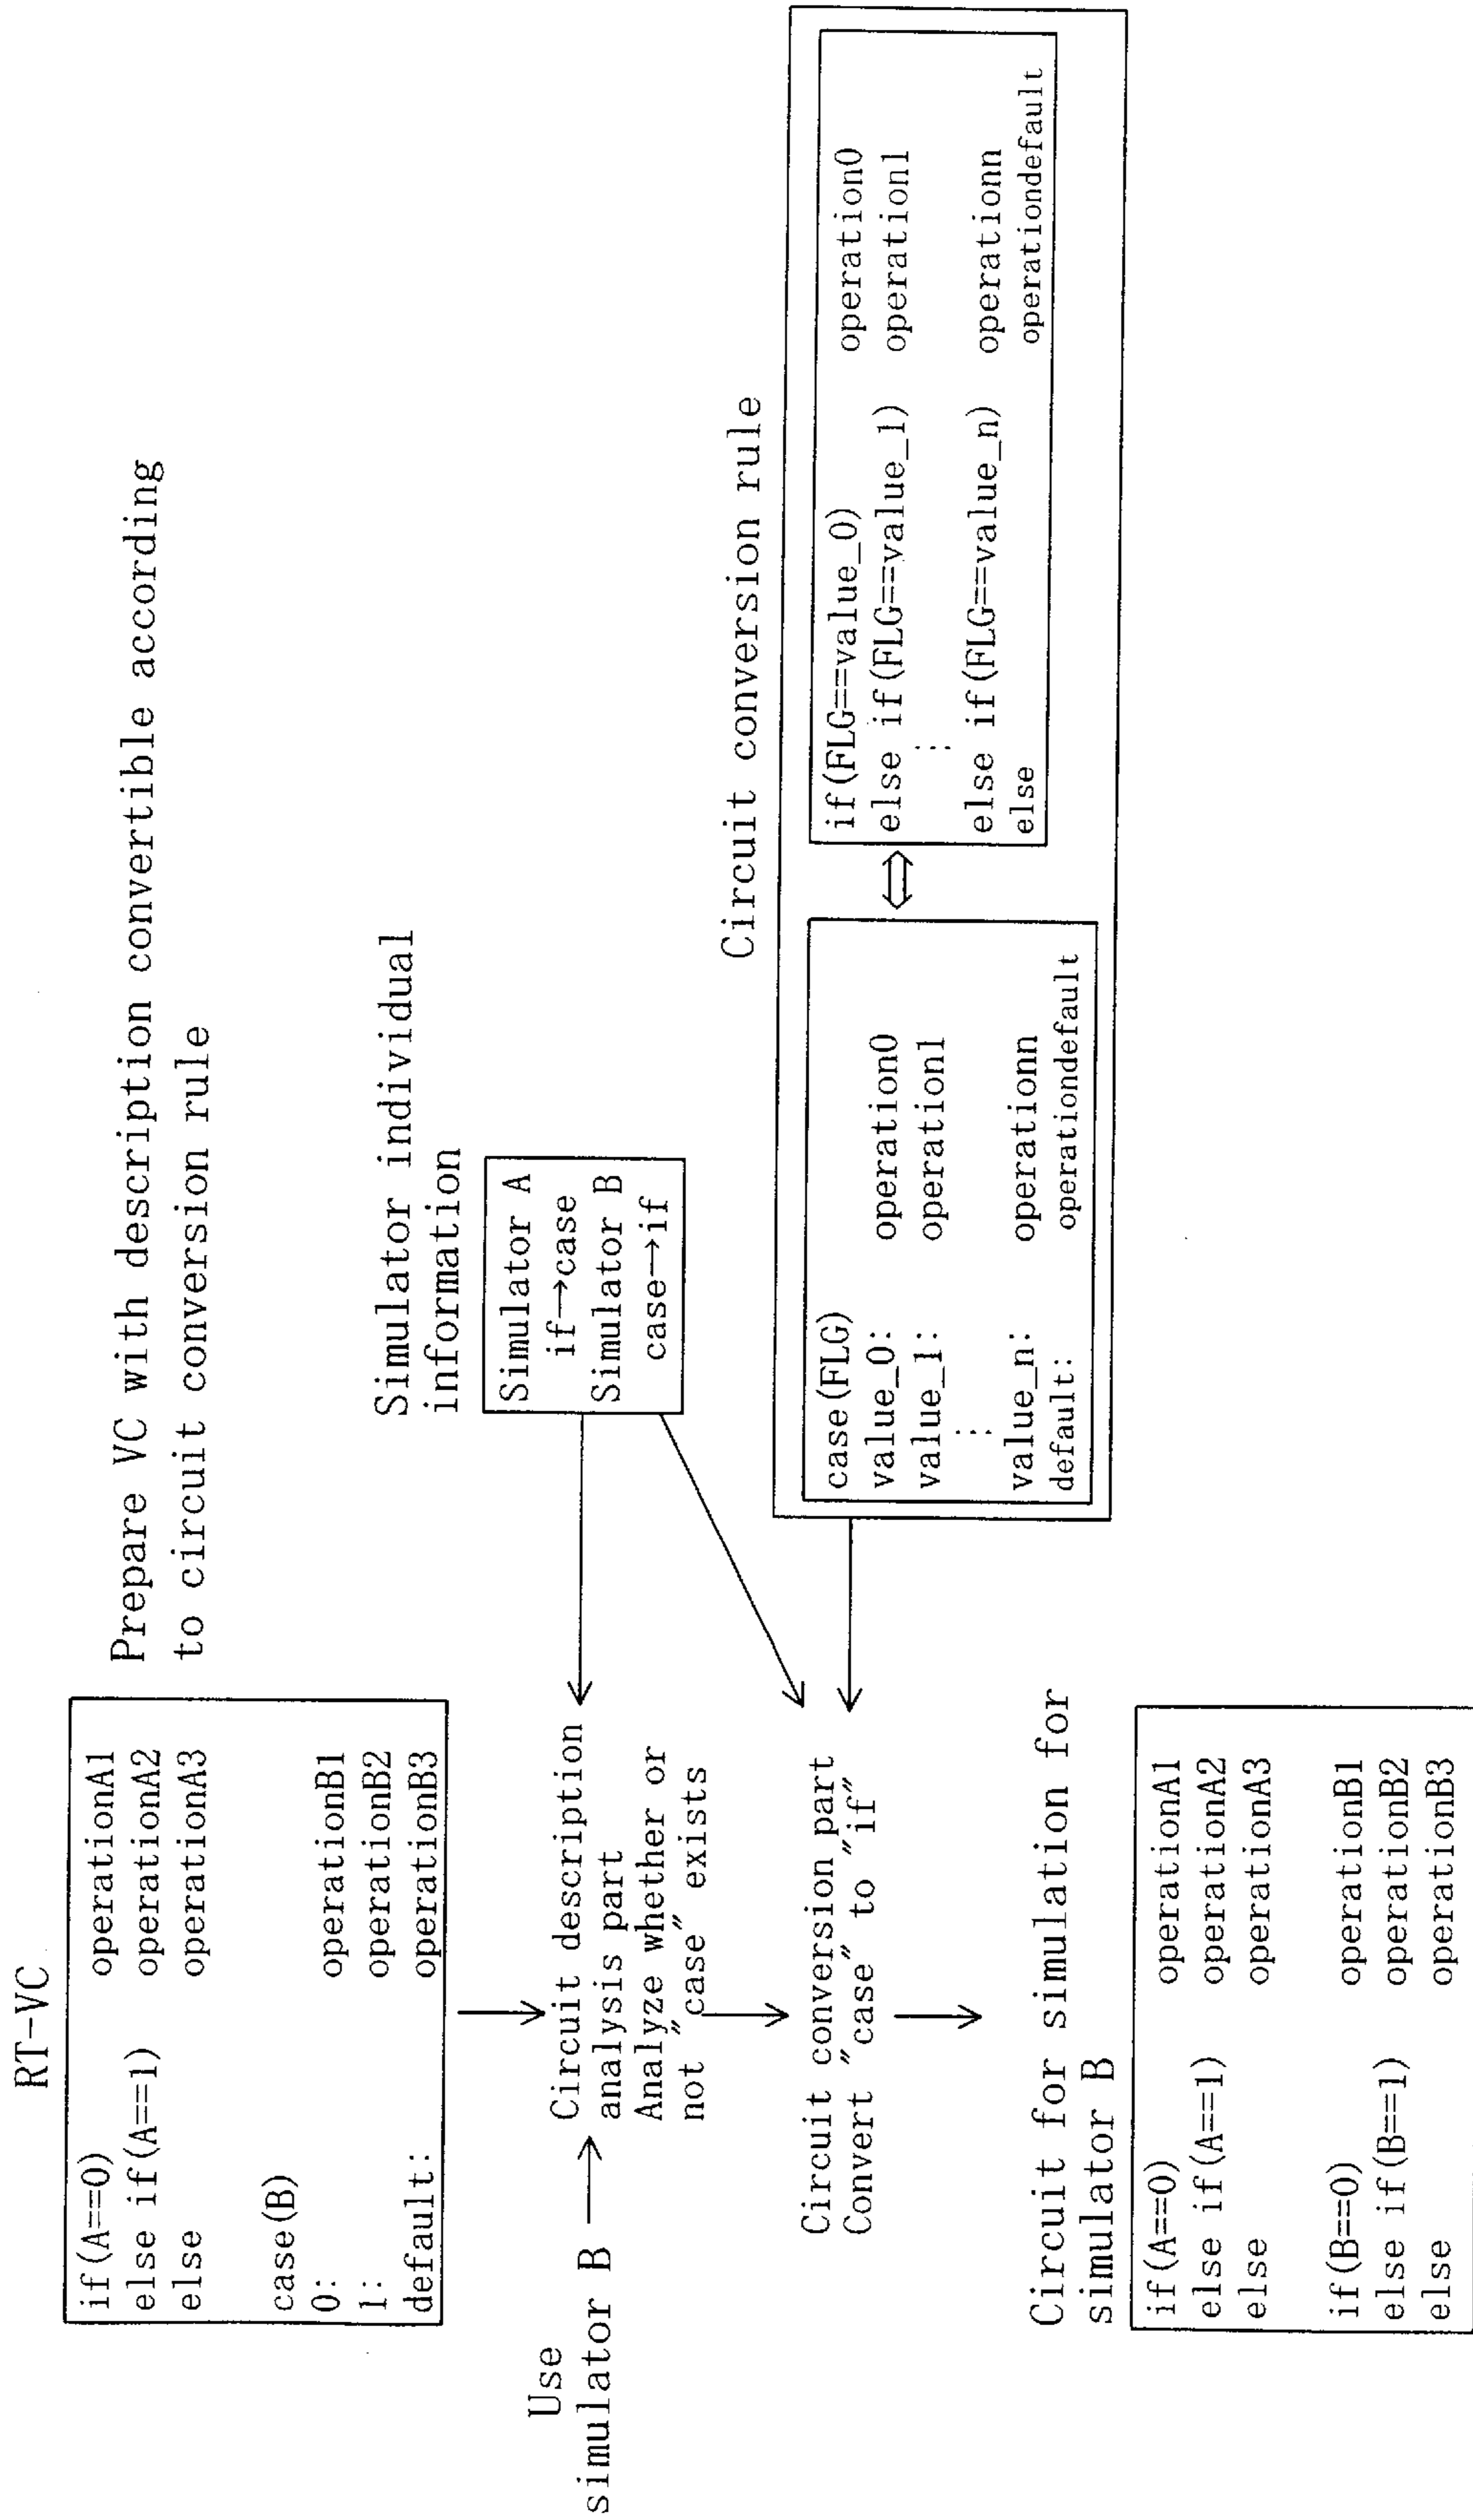 RT-VC
if(A==0) operationA1
else if(A==1) operationA2
else operationA3
case(B)
0: operationB1
1: operationB2
default: operationB3
Prepare VC with description convertible according
to circuit conversion rule
Use
simulator B
Circuit description
analysis part
Analyze whether or
not "case" exists
Simulator individual
information
Simulator A
if→case
Simulator B
case→if
Circuit conversion part
Convert "case" to "if"
Circuit conversion rule
case(FLG)
value_0: operation0
value_1: operation1
⋮
value_n: operationn
default: operationdefault
⇔
if(FLG==value_0) operation0
else if(FLG==value_1) operation1
⋮
else if(FLG==value_n) operationn
else operationdefault
Circuit for simulation for
simulator B
if(A==0) operationA1
else if(A==1) operationA2
else operationA3
if(B==0) operationB1
else if(B==1) operationB2
else operationB3